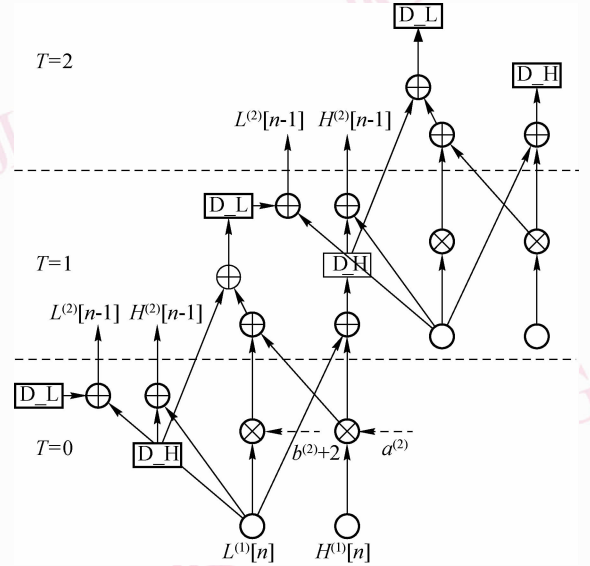 D_L
T=2
D_H
L^(2)[n-1] H^(2)[n-1]
D_L
T=1
D_H
L^(2)[n-1] H^(2)[n-1]
D_L
T=0
b^(2)+2 a^(2)
D_H
L^(1)[n] H^(1)[n]